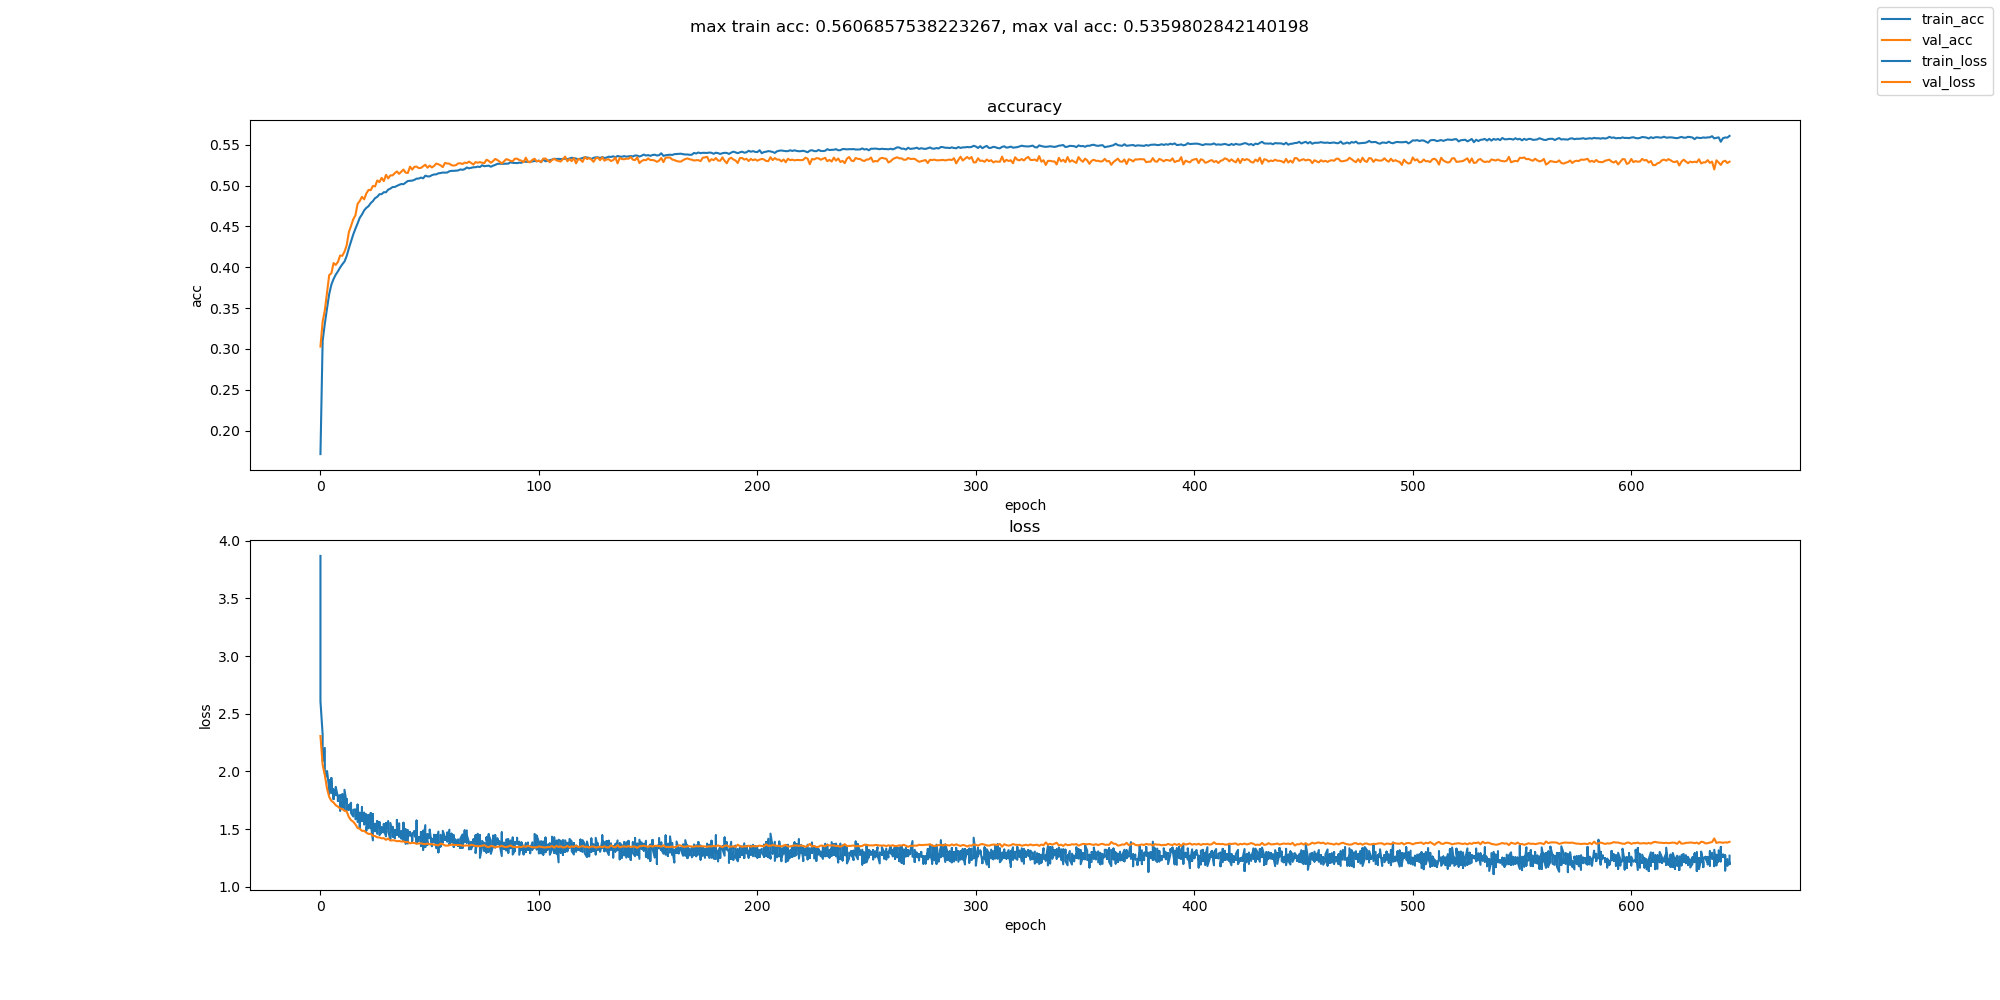 max train acc: 0.5606857538223267, max val acc: 0.5359802842140198
train_acc
val_acc
train_loss
val_loss
accuracy
acc
0.55
0.50
0.45
0.40
0.35
0.30
0.25
0.20
0 100 200 300 400 500 600
epoch
loss
loss
4.0
3.5
3.0
2.5
2.0
1.5
1.0
0 100 200 300 400 500 600
epoch